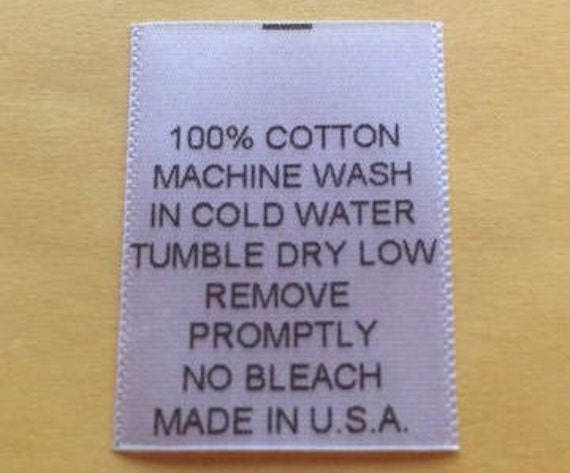 100% COTTON
MACHINE WASH
IN COLD WATER
TUMBLE DRY LOW
REMOVE
PROMPTLY
NO BLEACH
MADE IN U.S.A.